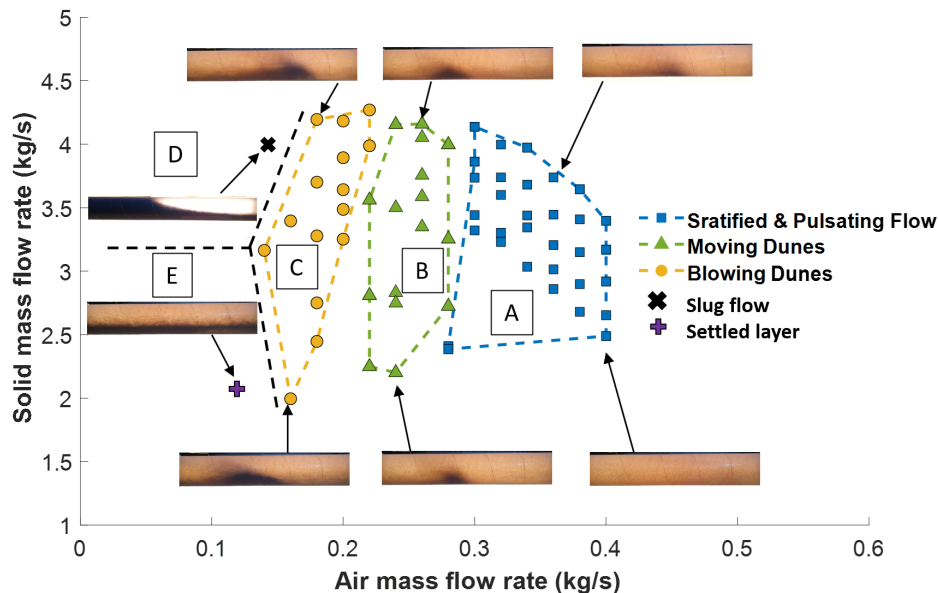 5
4.5
4
3.5
3
2.5
2
1.5
1
0
0.1
0.2
0.3
0.4
0.5
0.6
Solid mass flow rate (kg/s)
Air mass flow rate (kg/s)
D
E
C
B
A
Sratified & Pulsating Flow
Moving Dunes
Blowing Dunes
Slug flow
Settled layer